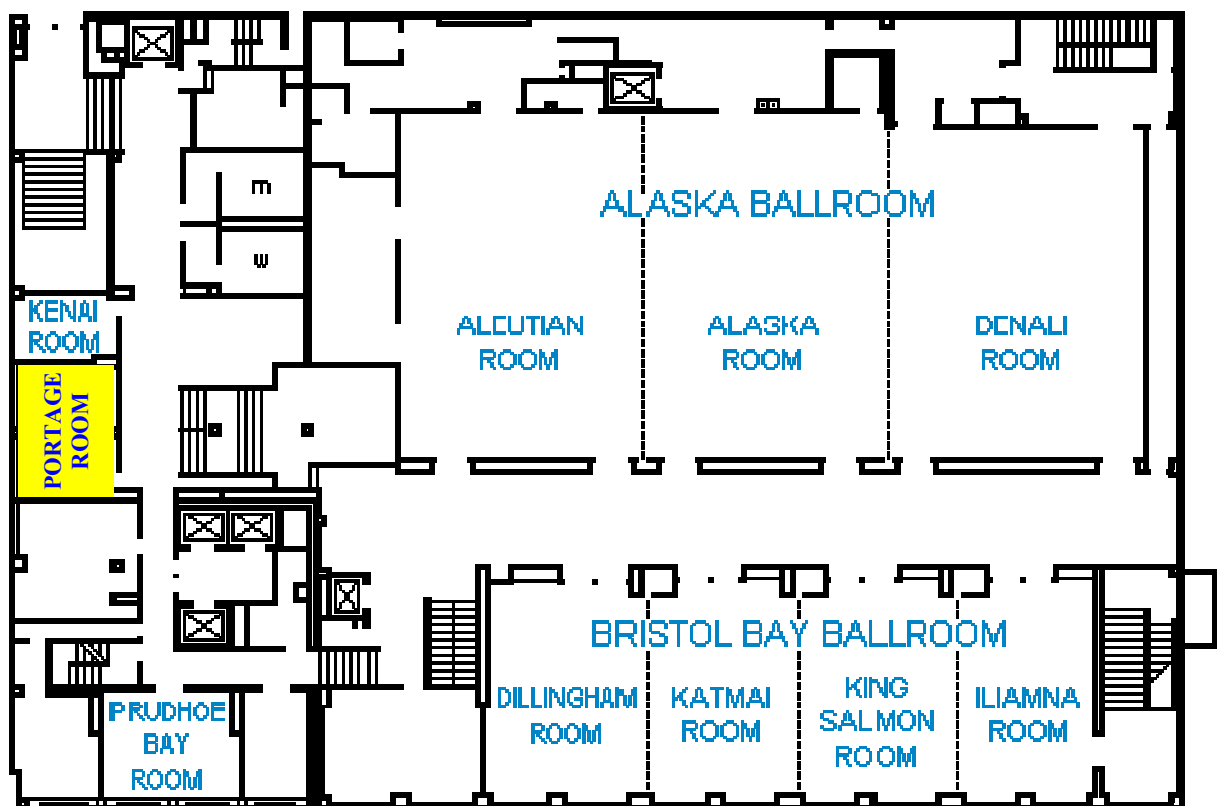 m
ALASKA BALLROOM
w
KENAI
ROOM
ALEUTIAN
ROOM
ALASKA
ROOM
DENALI
ROOM
PORTAGE
ROOM
BRISTOL BAY BALLROOM
DILLINGHAM
ROOM
KATMAI
ROOM
KING
SALMON
ROOM
ILIAMNA
ROOM
PRUDHOE
BAY
ROOM